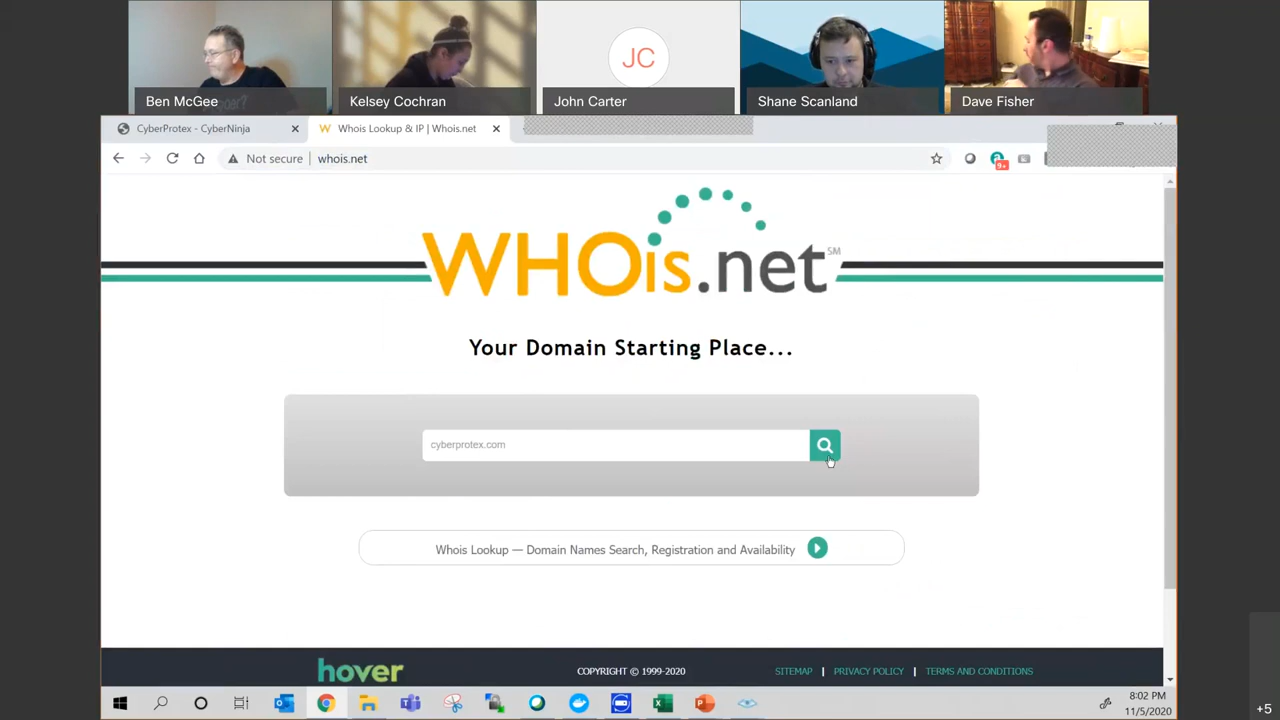 JC
Ben McGee
Kelsey Cochran
John Carter
Shane Scanland
Dave Fisher
CyberProtex - CyberNinja
Whois Lookup & IP | Whois.net
Not secure
whois.net
9+
WHOis.net SM
Your Domain Starting Place...
cyberprotex.com
Whois Lookup — Domain Names Search, Registration and Availability
hover
COPYRIGHT © 1999-2020
SITEMAP | PRIVACY POLICY | TERMS AND CONDITIONS
8:02 PM
11/5/2020
+5